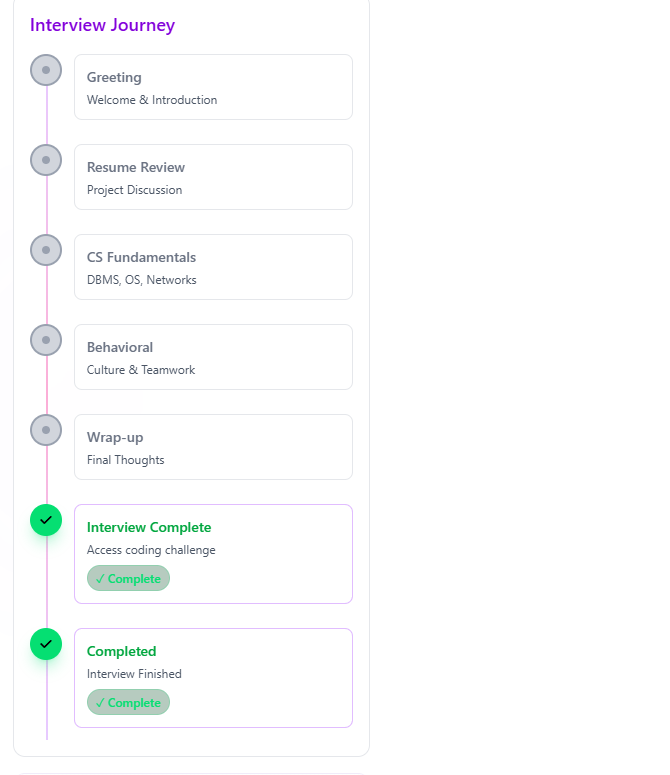 Interview Journey
Greeting
Welcome & Introduction
Resume Review
Project Discussion
CS Fundamentals
DBMS, OS, Networks
Behavioral
Culture & Teamwork
Wrap-up
Final Thoughts
Interview Complete
Access coding challenge
✓ Complete
Completed
Interview Finished
✓ Complete